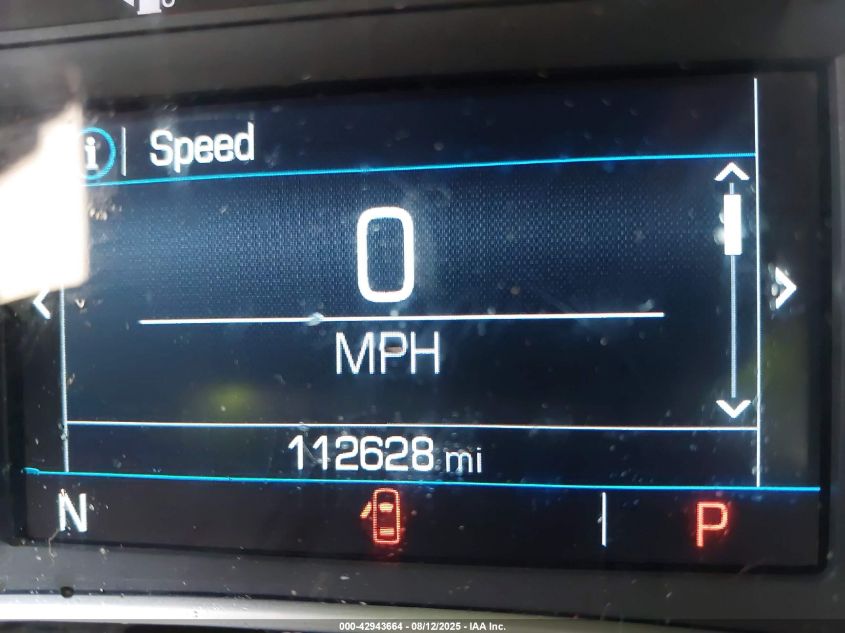 i Speed
0
MPH
112628 mi
N P
000-42943664 - 08/12/2025 - IAA Inc.